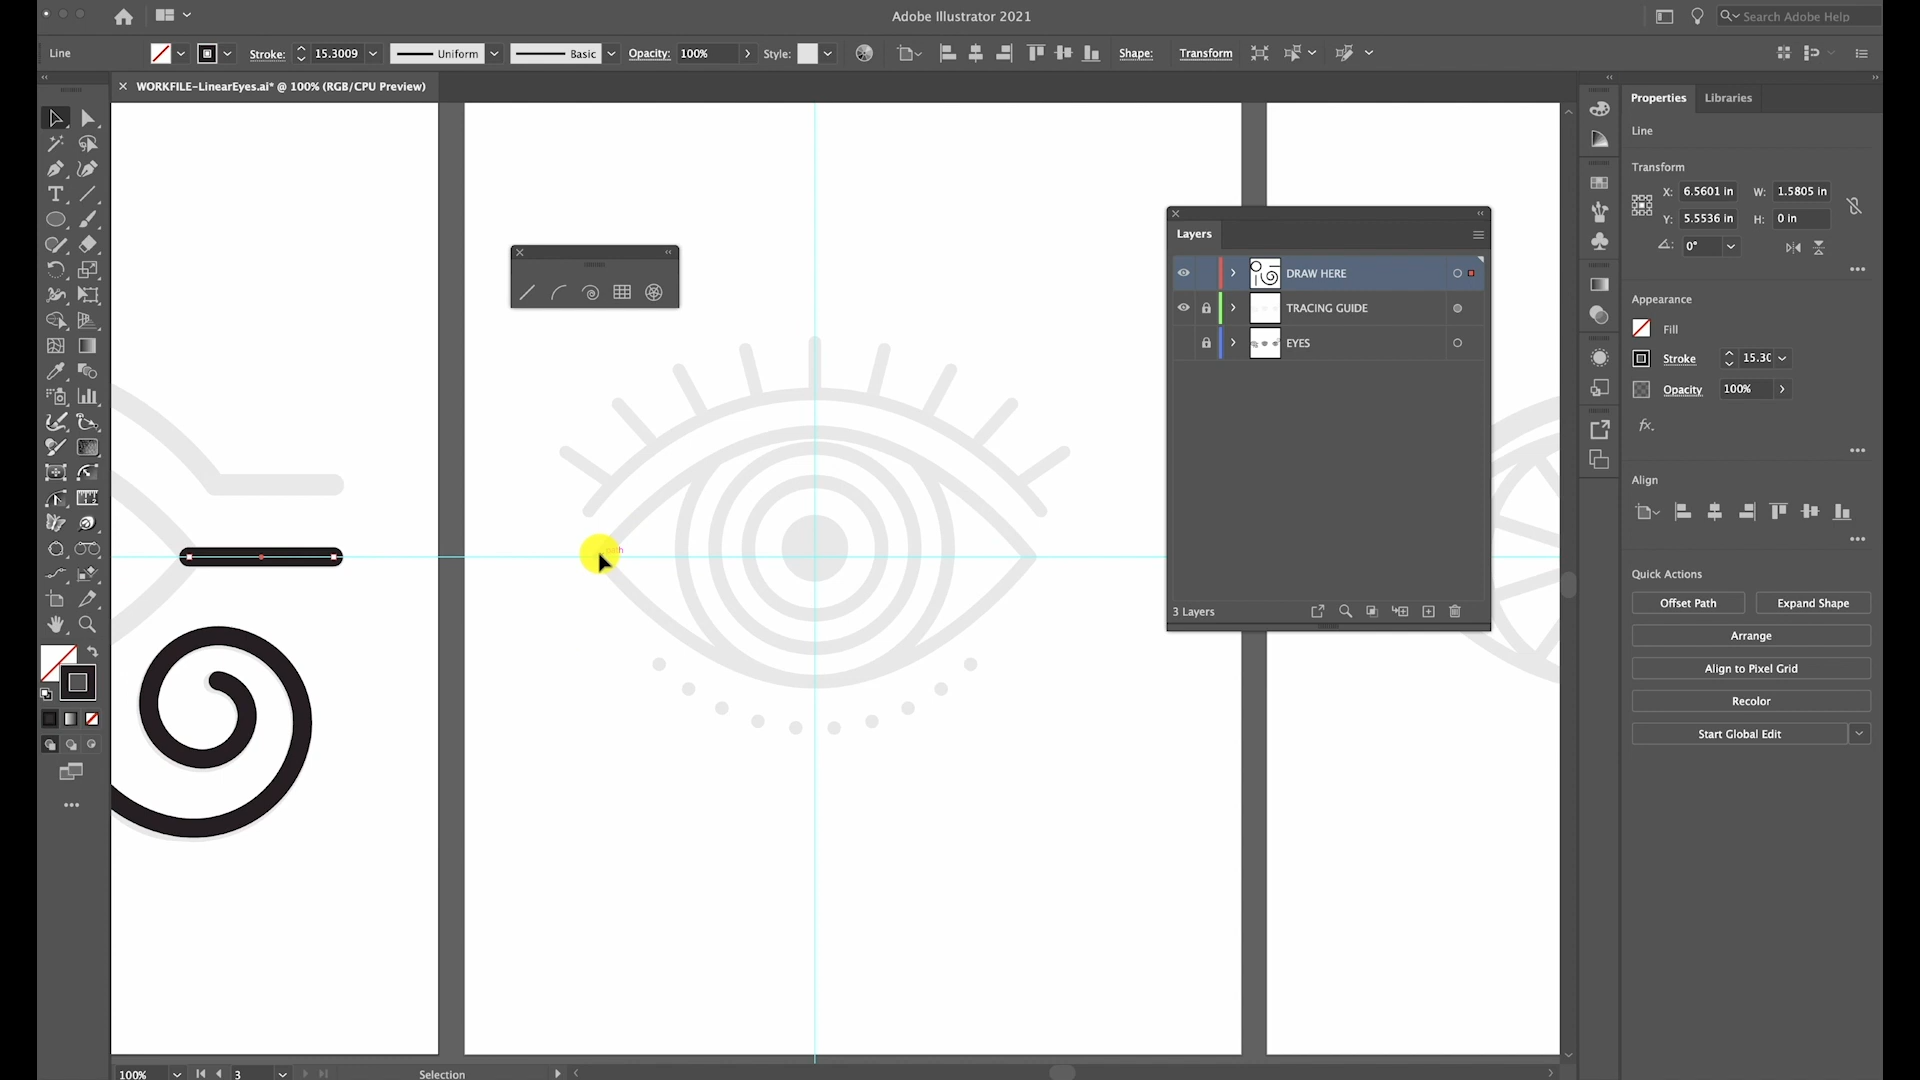 Adobe Illustrator 2021
Search Adobe Help
Line
Stroke: 15.3009 Uniform Basic Opacity: 100% Style: Shape: Transform
WORKFILE-LinearEyes.ai* @ 100% (RGB/CPU Preview)
Properties Libraries
Line
Transform
X: 6.5601 in W: 1.5805 in
Y: 5.5536 in H: 0 in
0°
Appearance
Fill
Stroke 15.30
Opacity 100%
fx.
Align
Quick Actions
Offset Path Expand Shape
Arrange
Align to Pixel Grid
Recolor
Start Global Edit
Layers
DRAW HERE
TRACING GUIDE
EYES
3 Layers
path
100% 3 Selection